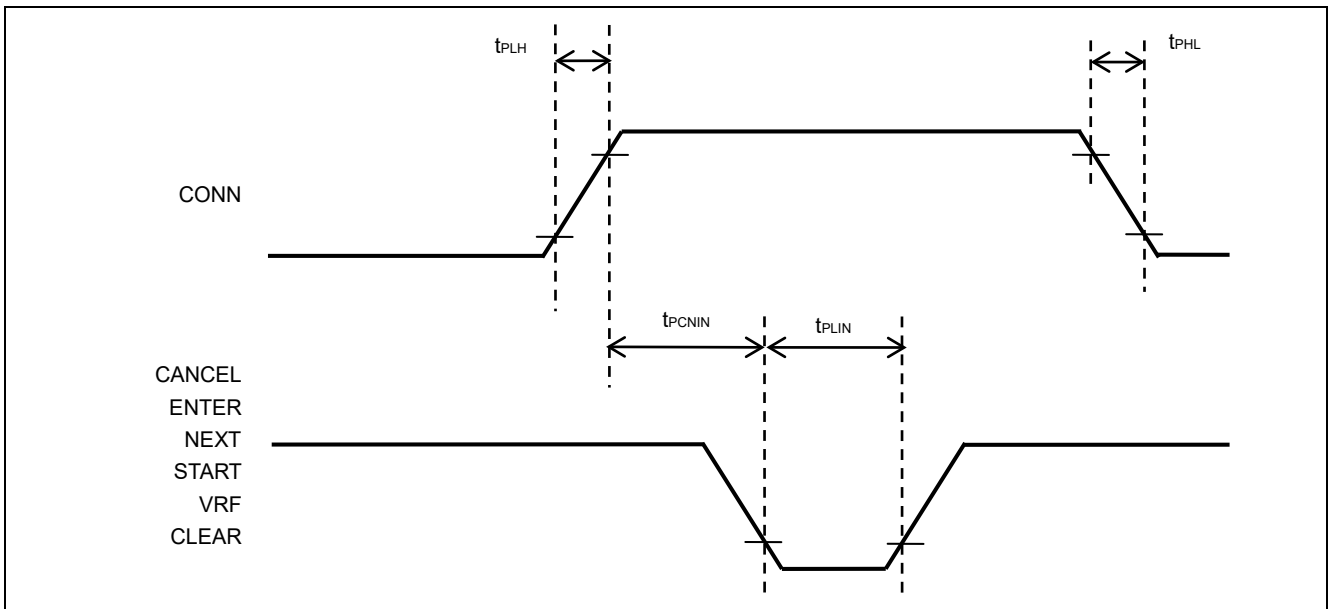 tPLH
tPHL
CONN
tPCNIN
tPLIN
CANCEL
ENTER
NEXT
START
VRF
CLEAR